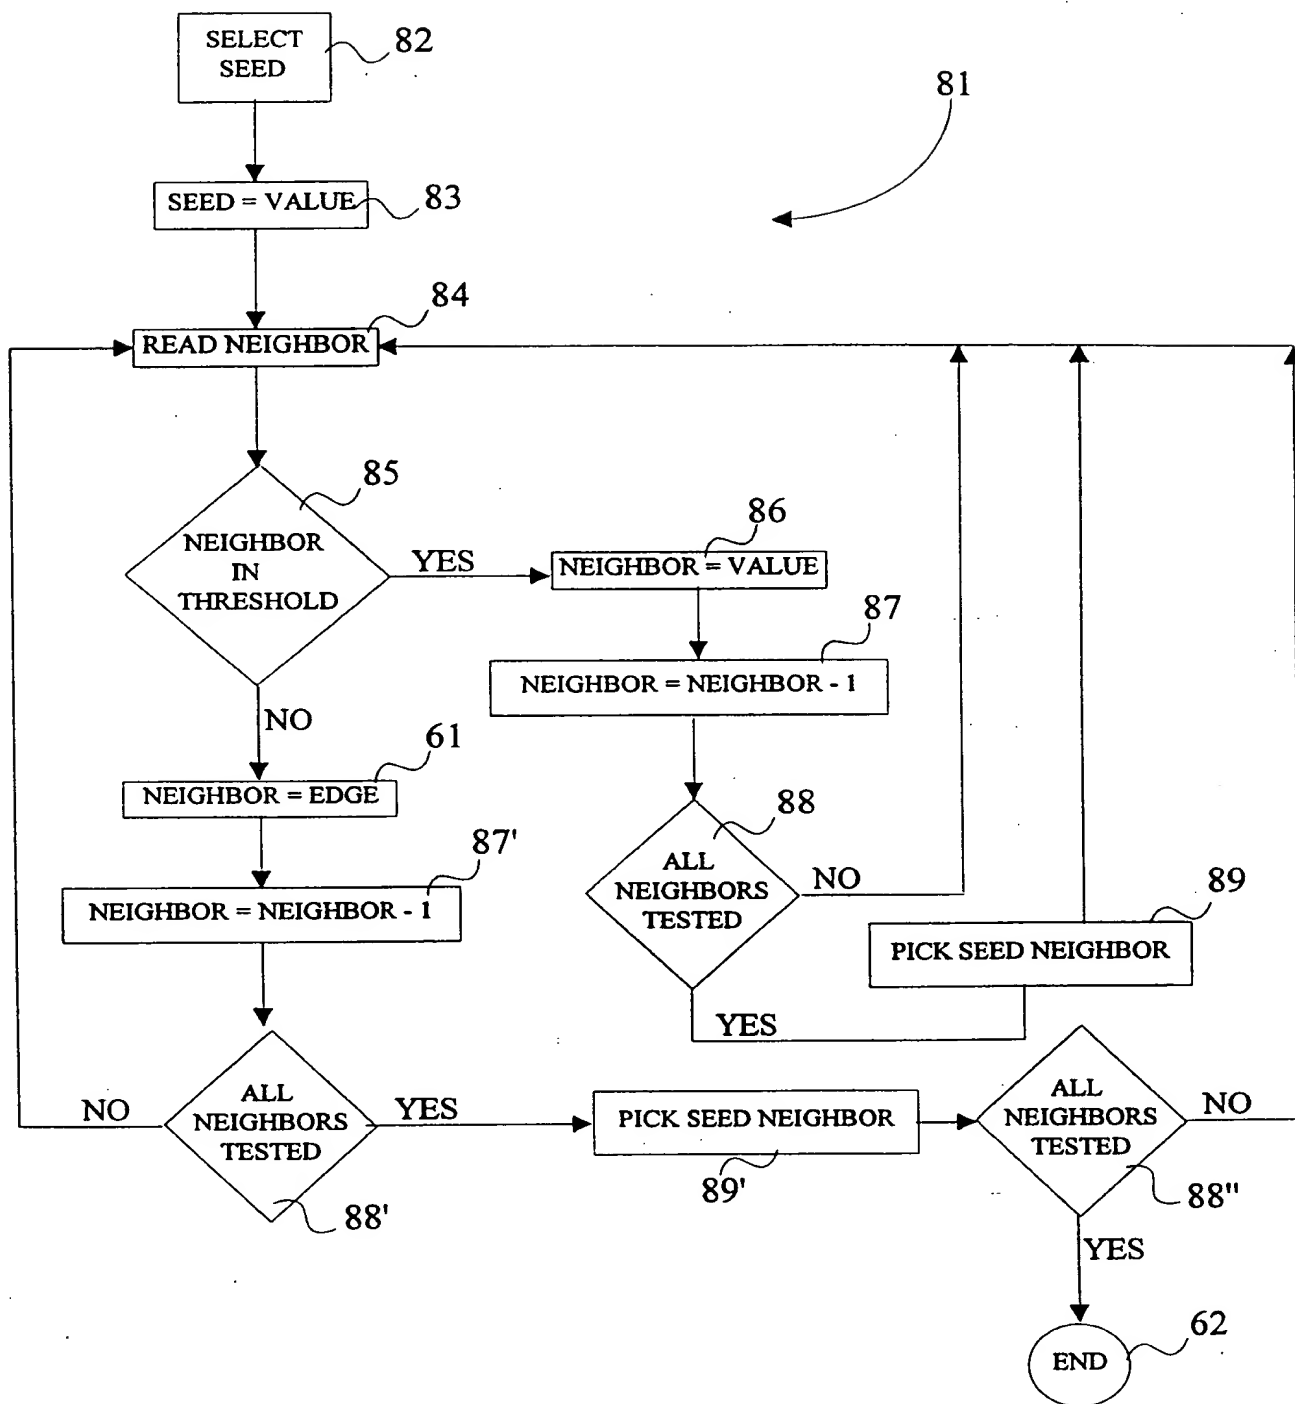 SELECT
SEED
82
81
SEED = VALUE
83
84
READ NEIGHBOR
85
NEIGHBOR
IN
THRESHOLD
YES
86
NEIGHBOR = VALUE
87
NEIGHBOR = NEIGHBOR - 1
NO
61
NEIGHBOR = EDGE
88
ALL
NEIGHBORS
TESTED
NO
87'
NEIGHBOR = NEIGHBOR - 1
89
PICK SEED NEIGHBOR
YES
ALL
NEIGHBORS
TESTED
NO
YES
88'
PICK SEED NEIGHBOR
89'
ALL
NEIGHBORS
TESTED
NO
88"
YES
62
END